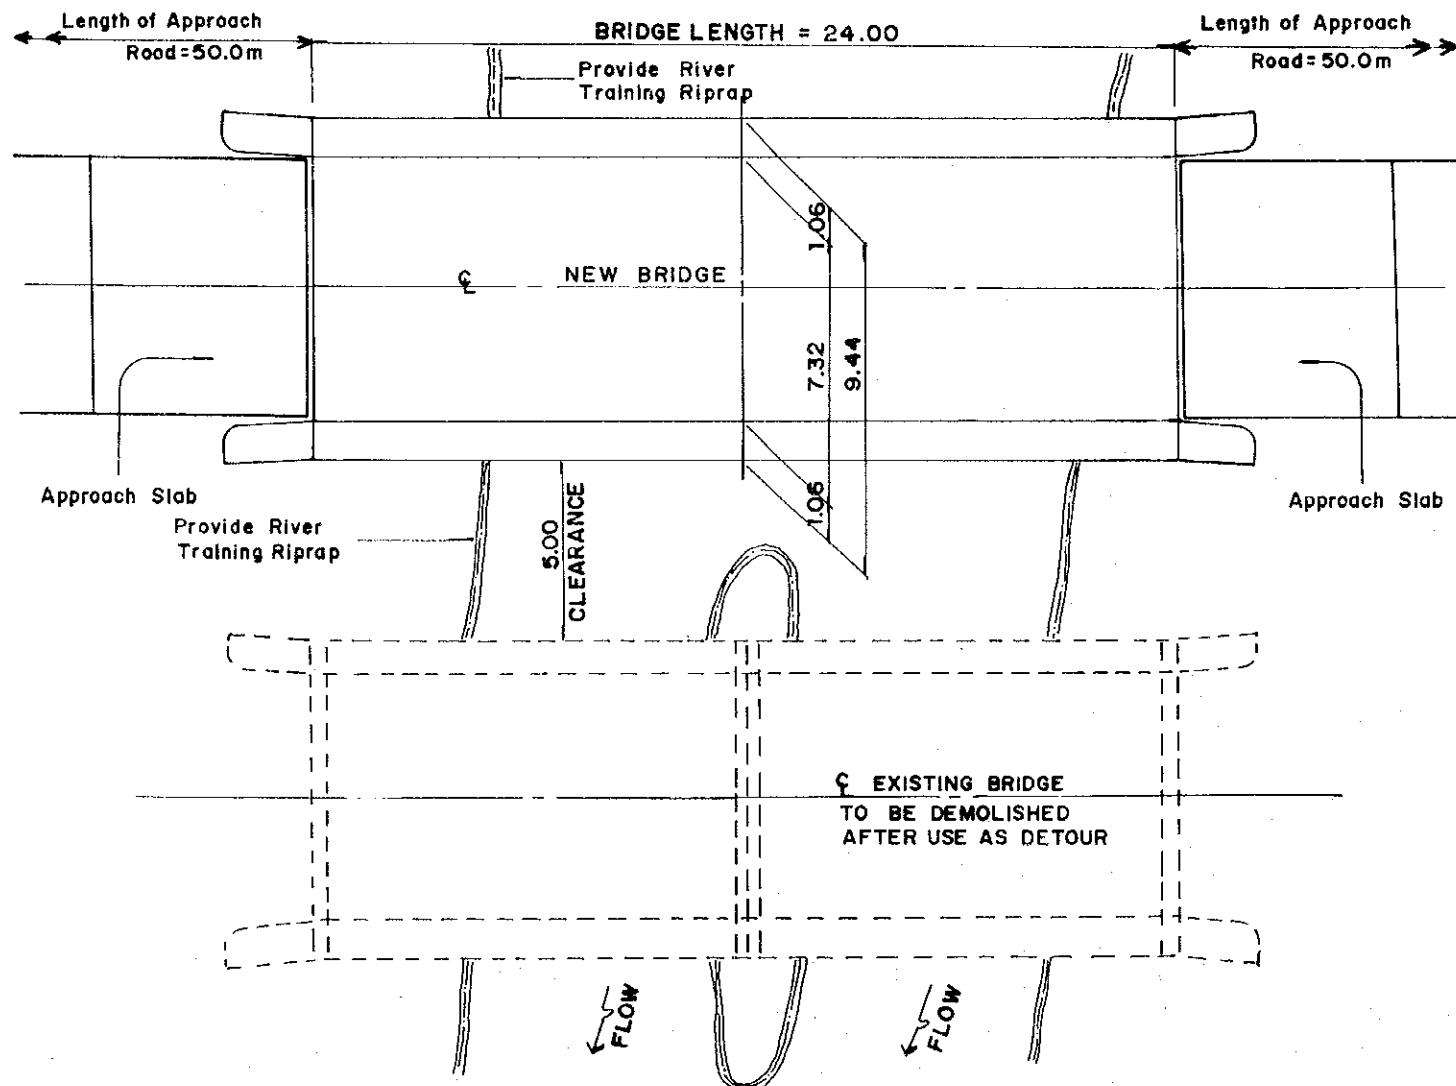 Length of Approach
Road=50.0m
BRIDGE LENGTH = 24.00
Length of Approach
Road=50.0m
Provide River
Training Riprap
1.06
℄ NEW BRIDGE
7.32
9.44
1.06
Approach Slab
Approach Slab
Provide River
Training Riprap
5.00
CLEARANCE
℄ EXISTING BRIDGE
TO BE DEMOLISHED
AFTER USE AS DETOUR
FLOW
FLOW